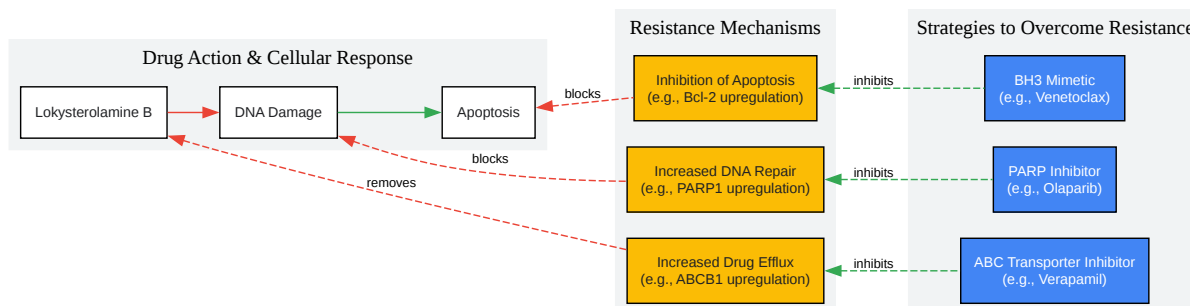 Drug Action & Cellular Response
Lokysterolamine B
DNA Damage
Apoptosis
blocks
blocks
removes
Resistance Mechanisms
Inhibition of Apoptosis
(e.g., Bcl-2 upregulation)
Increased DNA Repair
(e.g., PARP1 upregulation)
Increased Drug Efflux
(e.g., ABCB1 upregulation)
inhibits
inhibits
inhibits
Strategies to Overcome Resistance
BH3 Mimetic
(e.g., Venetoclax)
PARP Inhibitor
(e.g., Olaparib)
ABC Transporter Inhibitor
(e.g., Verapamil)